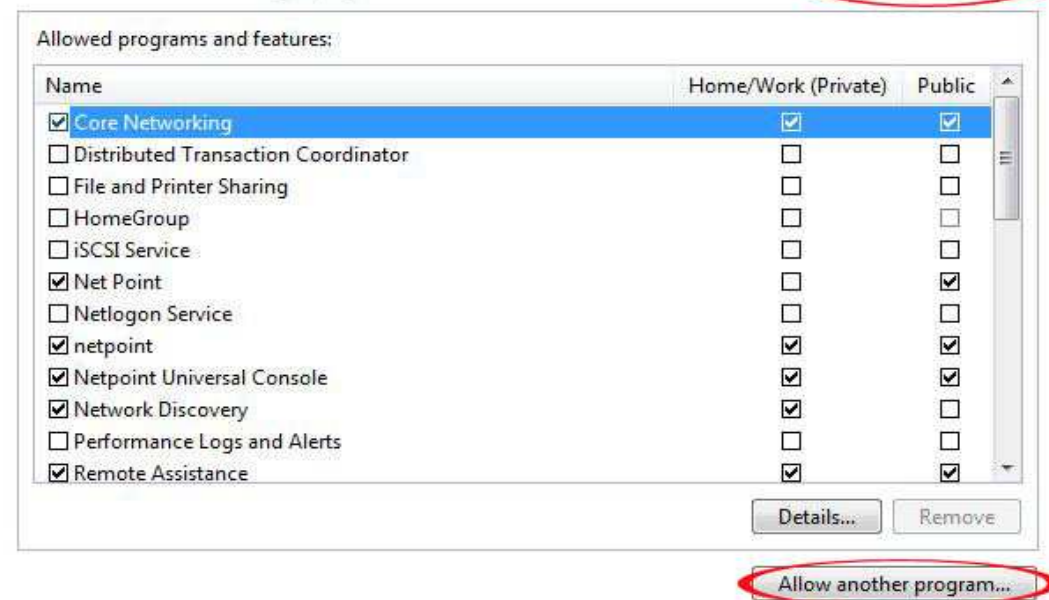 Allowed programs and features:
Name Home/Work (Private) Public
Core Networking
Distributed Transaction Coordinator
File and Printer Sharing
HomeGroup
iSCSI Service
Net Point
Netlogon Service
netpoint
Netpoint Universal Console
Network Discovery
Performance Logs and Alerts
Remote Assistance
Details... Remove
Allow another program...